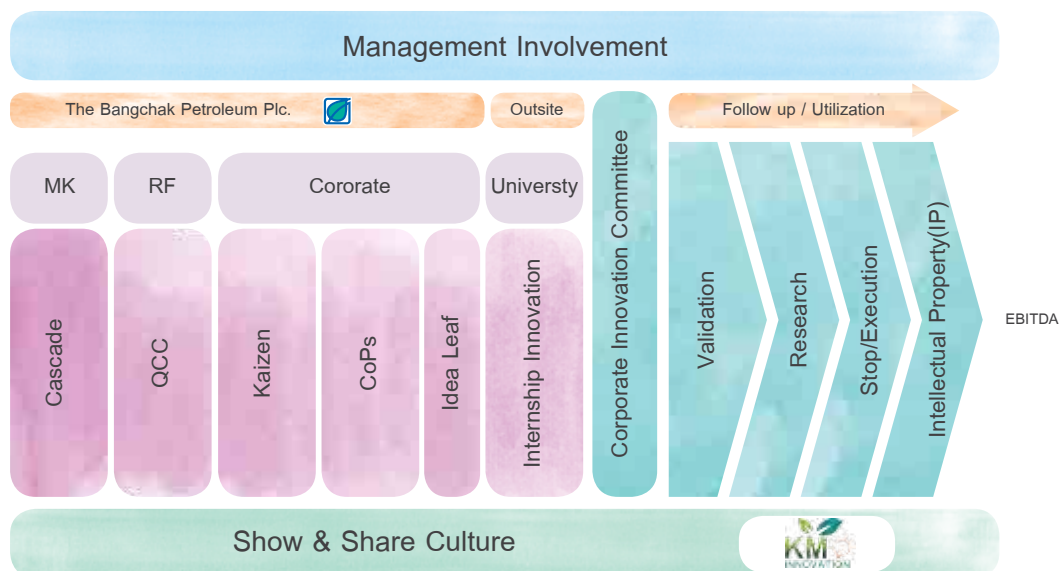 Management Involvement
The Bangchak Petroleum Plc.
Outsite
Follow up / Utilization
MK
RF
Cororate
Universty
Cascade
QCC
Kaizen
CoPs
Idea Leaf
Internship Innovation
Corporate Innovation Committee
Validation
Research
Stop/Execution
Intellectual Property(IP)
EBITDA
Show & Share Culture
KM
INNOVATION